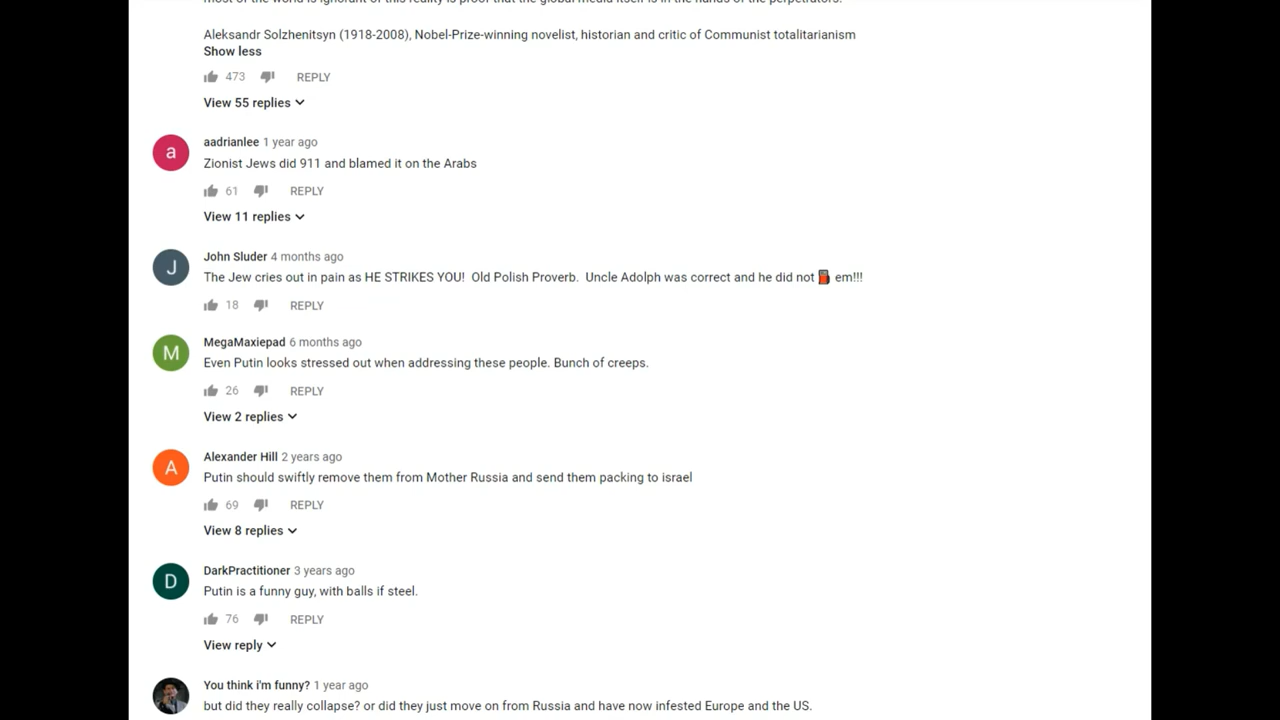 most of the world is ignorant of this reality is proof that the global media itself is in the hands of the perpetrators.
Aleksandr Solzhenitsyn (1918-2008), Nobel-Prize-winning novelist, historian and critic of Communist totalitarianism
Show less
473 REPLY
View 55 replies
a
aadrianlee 1 year ago
Zionist Jews did 911 and blamed it on the Arabs
61 REPLY
View 11 replies
J
John Sluder 4 months ago
The Jew cries out in pain as HE STRIKES YOU! Old Polish Proverb. Uncle Adolph was correct and he did not ⛽ em!!!
18 REPLY
M
MegaMaxiepad 6 months ago
Even Putin looks stressed out when addressing these people. Bunch of creeps.
26 REPLY
View 2 replies
A
Alexander Hill 2 years ago
Putin should swiftly remove them from Mother Russia and send them packing to israel
69 REPLY
View 8 replies
D
DarkPractitioner 3 years ago
Putin is a funny guy, with balls if steel.
76 REPLY
View reply
You think i'm funny? 1 year ago
but did they really collapse? or did they just move on from Russia and have now infested Europe and the US.